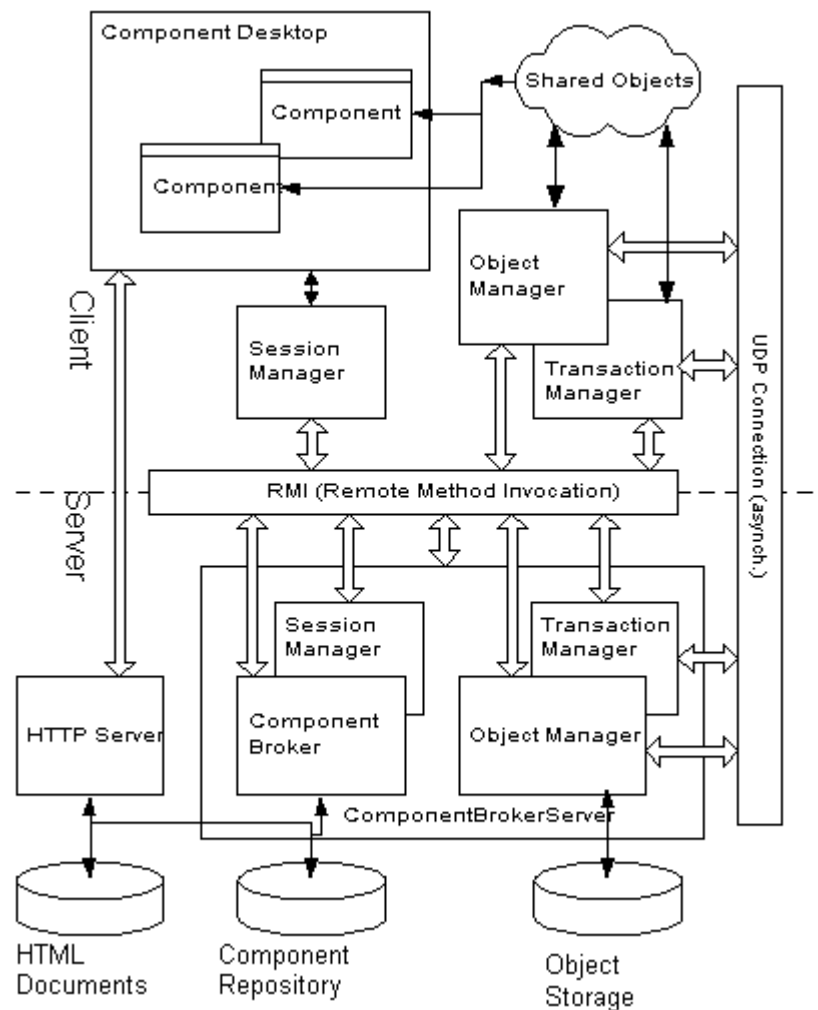 Component Desktop
Shared Objects
Component
Component
Object
Manager
Client
Session
Manager
Transaction
Manager
UDP Connection (asynch.)
RMI (Remote Method Invocation)
Server
Session
Manager
Transaction
Manager
HTTP Server
Component
Broker
Object Manager
ComponentBrokerServer
HTML
Documents
Component
Repository
Object
Storage